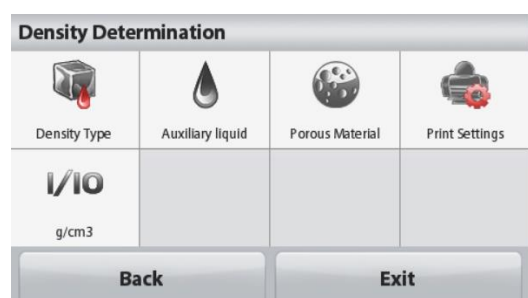 Density Determination
Density Type
Auxiliary liquid
Porous Material
Print Settings
I/IO
g/cm3
Back
Exit